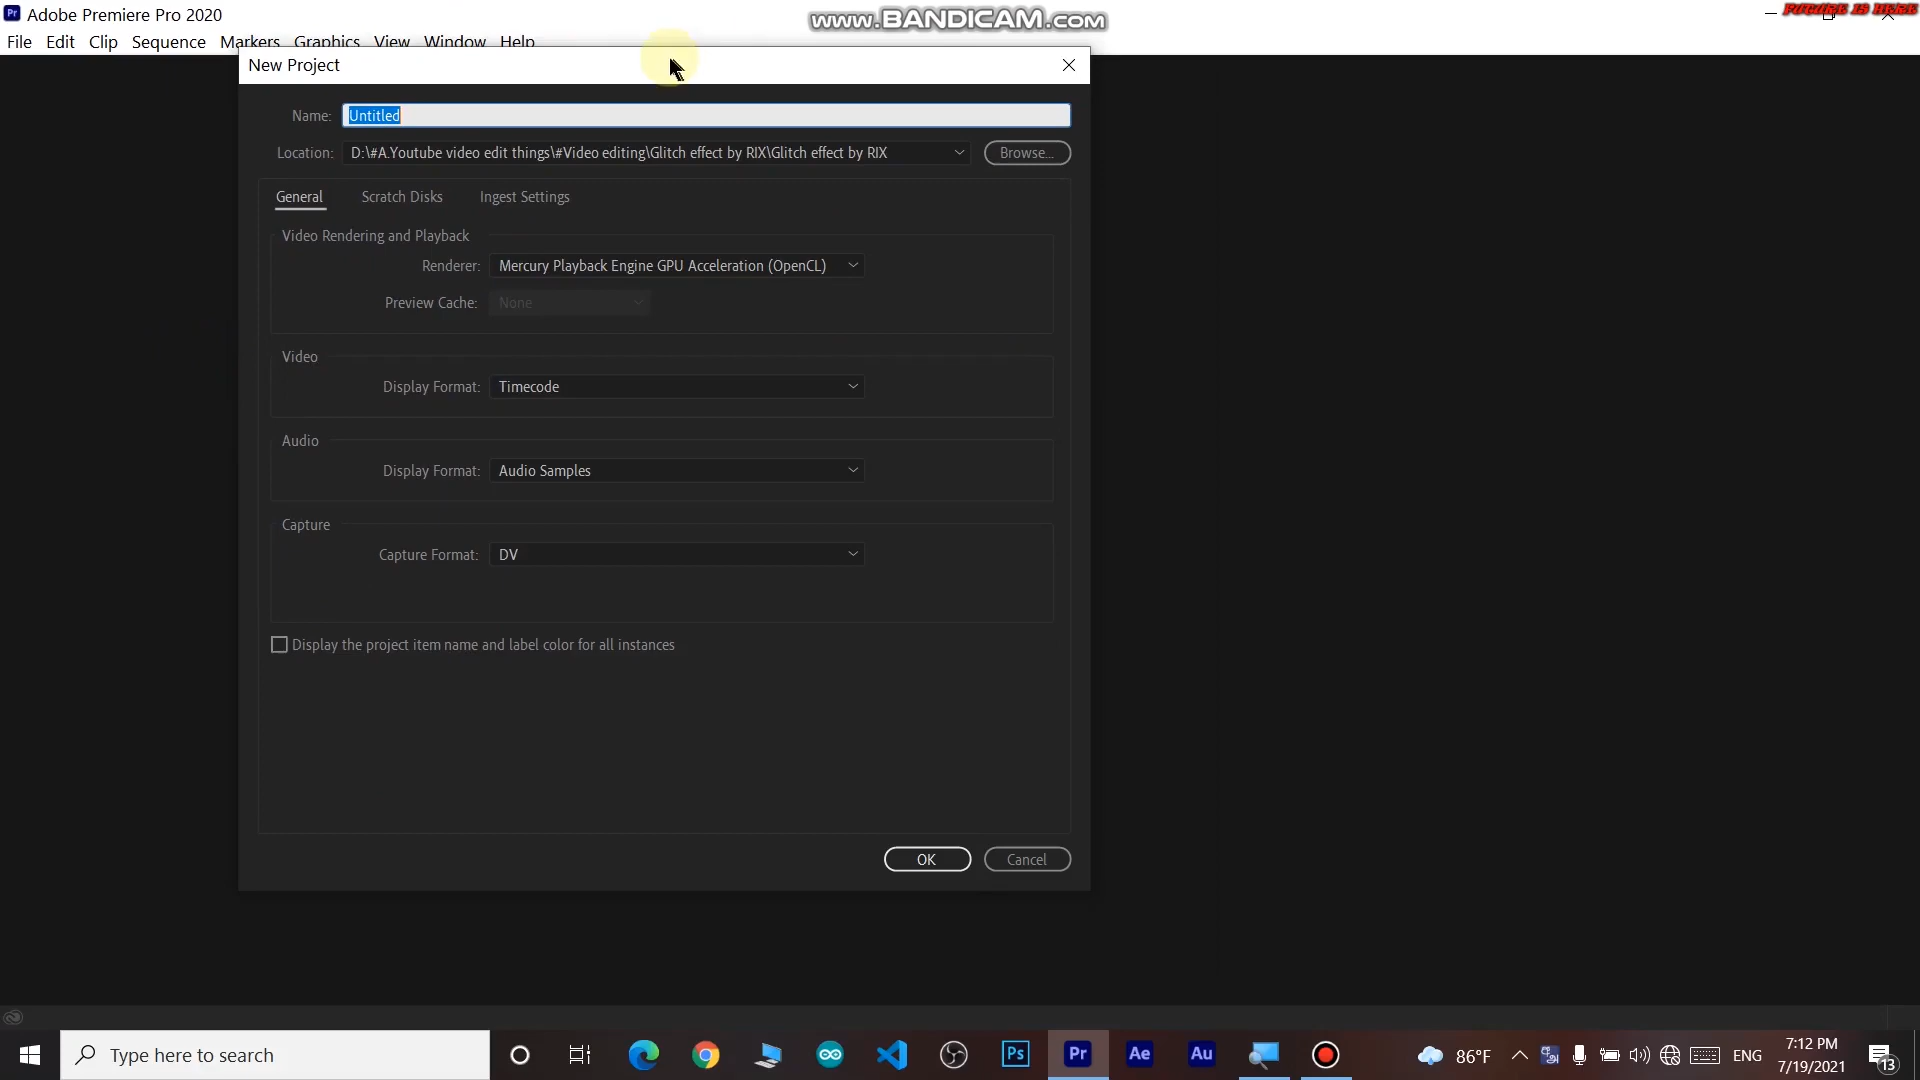 Pr Adobe Premiere Pro 2020
www.BANDICAM.com
FUTURE IS HERE
File Edit Clip Sequence Markers Graphics View Window Help
New Project
Name: Untitled
Location: D:\#A.Youtube video edit things\#Video editing\Glitch effect by RIX\Glitch effect by RIX Browse...
General Scratch Disks Ingest Settings
Video Rendering and Playback
Renderer: Mercury Playback Engine GPU Acceleration (OpenCL)
Preview Cache: None
Video
Display Format: Timecode
Audio
Display Format: Audio Samples
Capture
Capture Format: DV
Display the project item name and label color for all instances
OK Cancel
Type here to search Ps Pr Ae Au 86°F ENG 7:12 PM
7/19/2021 13